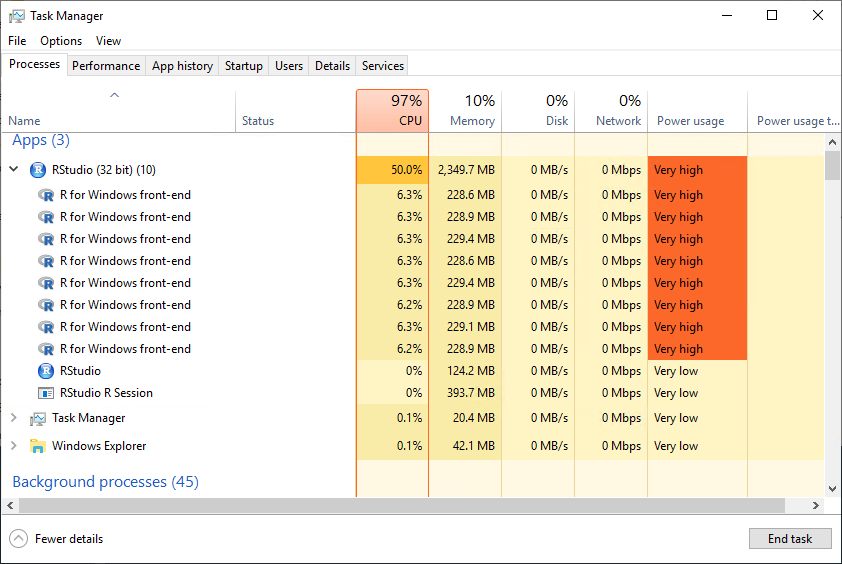 Task Manager
File Options View
Processes Performance App history Startup Users Details Services
97% 10% 0% 0%
Name Status CPU Memory Disk Network Power usage Power usage t...
Apps (3)
RStudio (32 bit) (10) 50.0% 2,349.7 MB 0 MB/s 0 Mbps Very high
R for Windows front-end 6.3% 228.6 MB 0 MB/s 0 Mbps Very high
R for Windows front-end 6.3% 228.9 MB 0 MB/s 0 Mbps Very high
R for Windows front-end 6.3% 229.4 MB 0 MB/s 0 Mbps Very high
R for Windows front-end 6.3% 228.6 MB 0 MB/s 0 Mbps Very high
R for Windows front-end 6.3% 229.4 MB 0 MB/s 0 Mbps Very high
R for Windows front-end 6.2% 228.9 MB 0 MB/s 0 Mbps Very high
R for Windows front-end 6.3% 229.1 MB 0 MB/s 0 Mbps Very high
R for Windows front-end 6.2% 228.9 MB 0 MB/s 0 Mbps Very high
RStudio 0% 124.2 MB 0 MB/s 0 Mbps Very low
RStudio R Session 0% 393.7 MB 0 MB/s 0 Mbps Very low
Task Manager 0.1% 20.4 MB 0 MB/s 0 Mbps Very low
Windows Explorer 0.1% 42.1 MB 0 MB/s 0 Mbps Very low
Background processes (45)
Fewer details End task